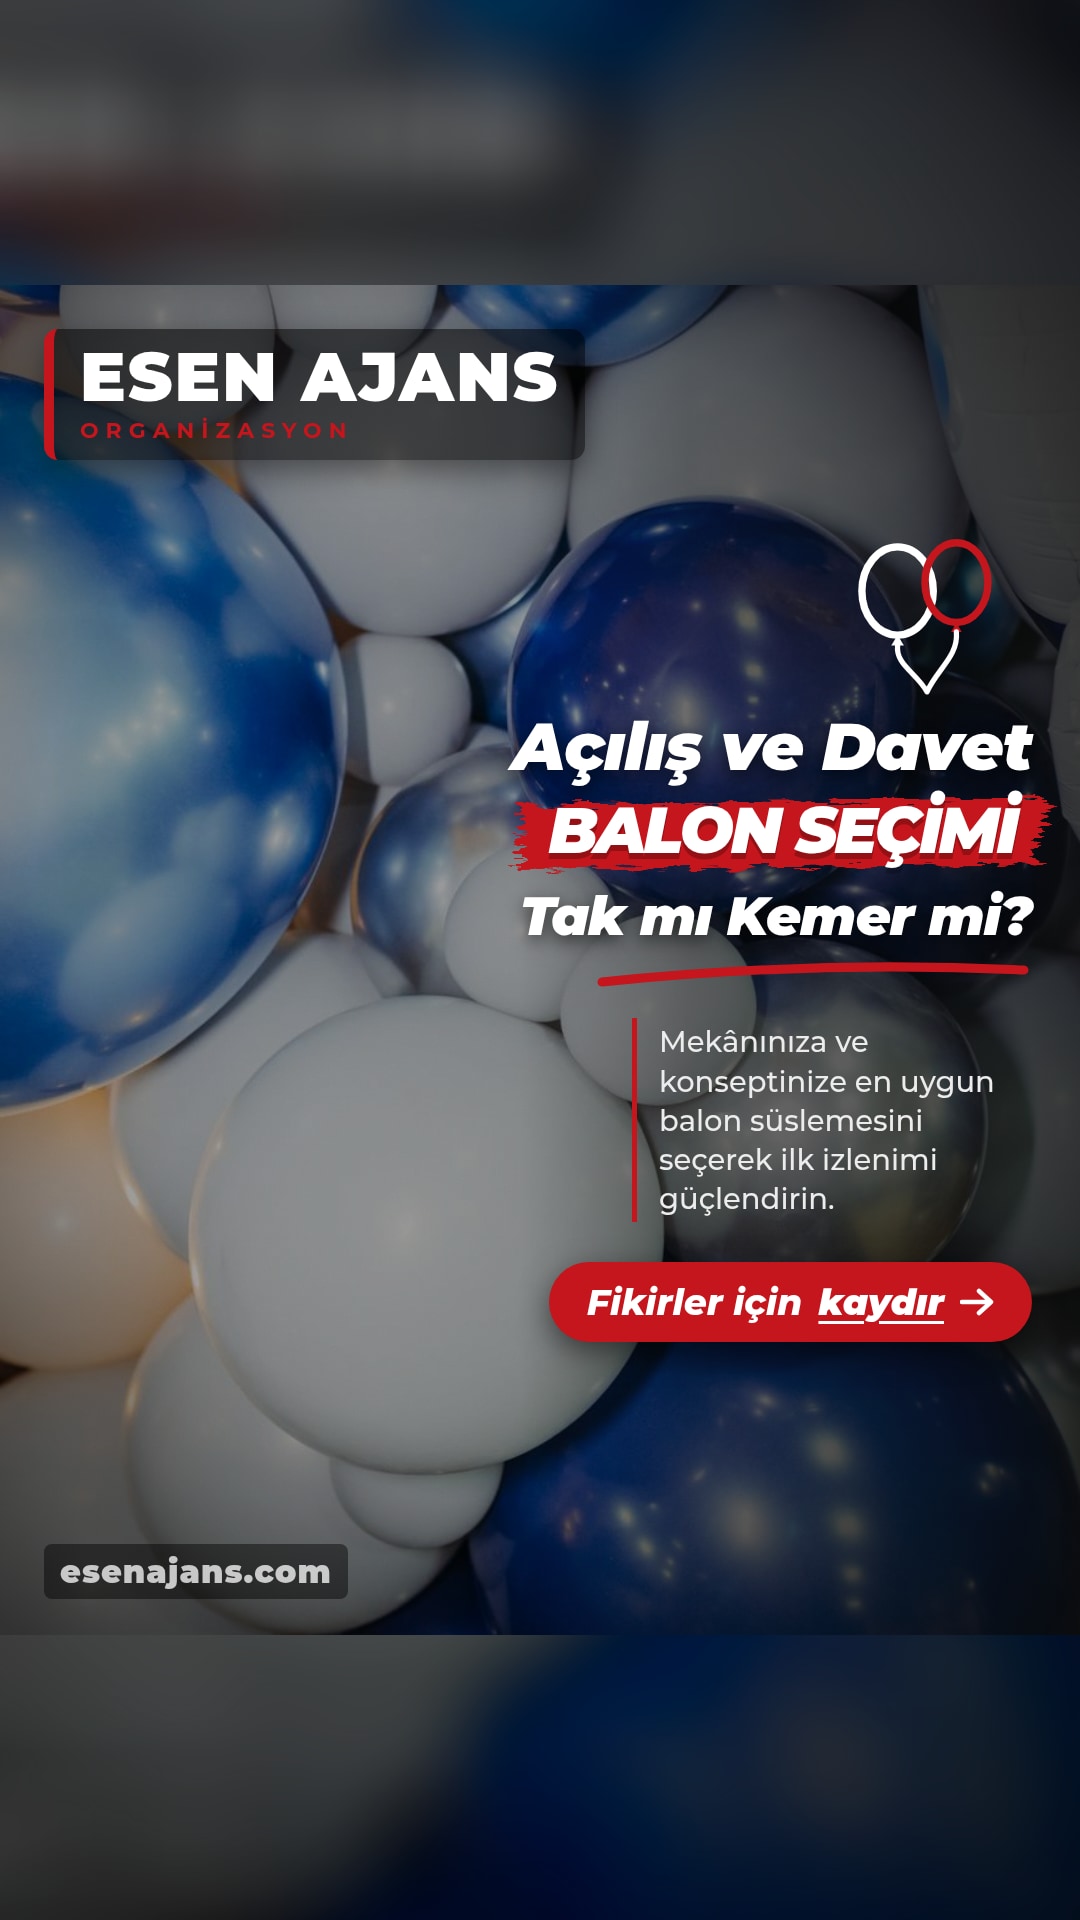 ESEN AJANS
ORGANİZASYON
Açılış ve Davet
BALON SEÇİMİ
Tak mı Kemer mi?
Mekânınıza ve
konseptinize en uygun
balon süslemesini
seçerek ilk izlenimi
güçlendirin.
Fikirler için kaydır →
esenajans.com